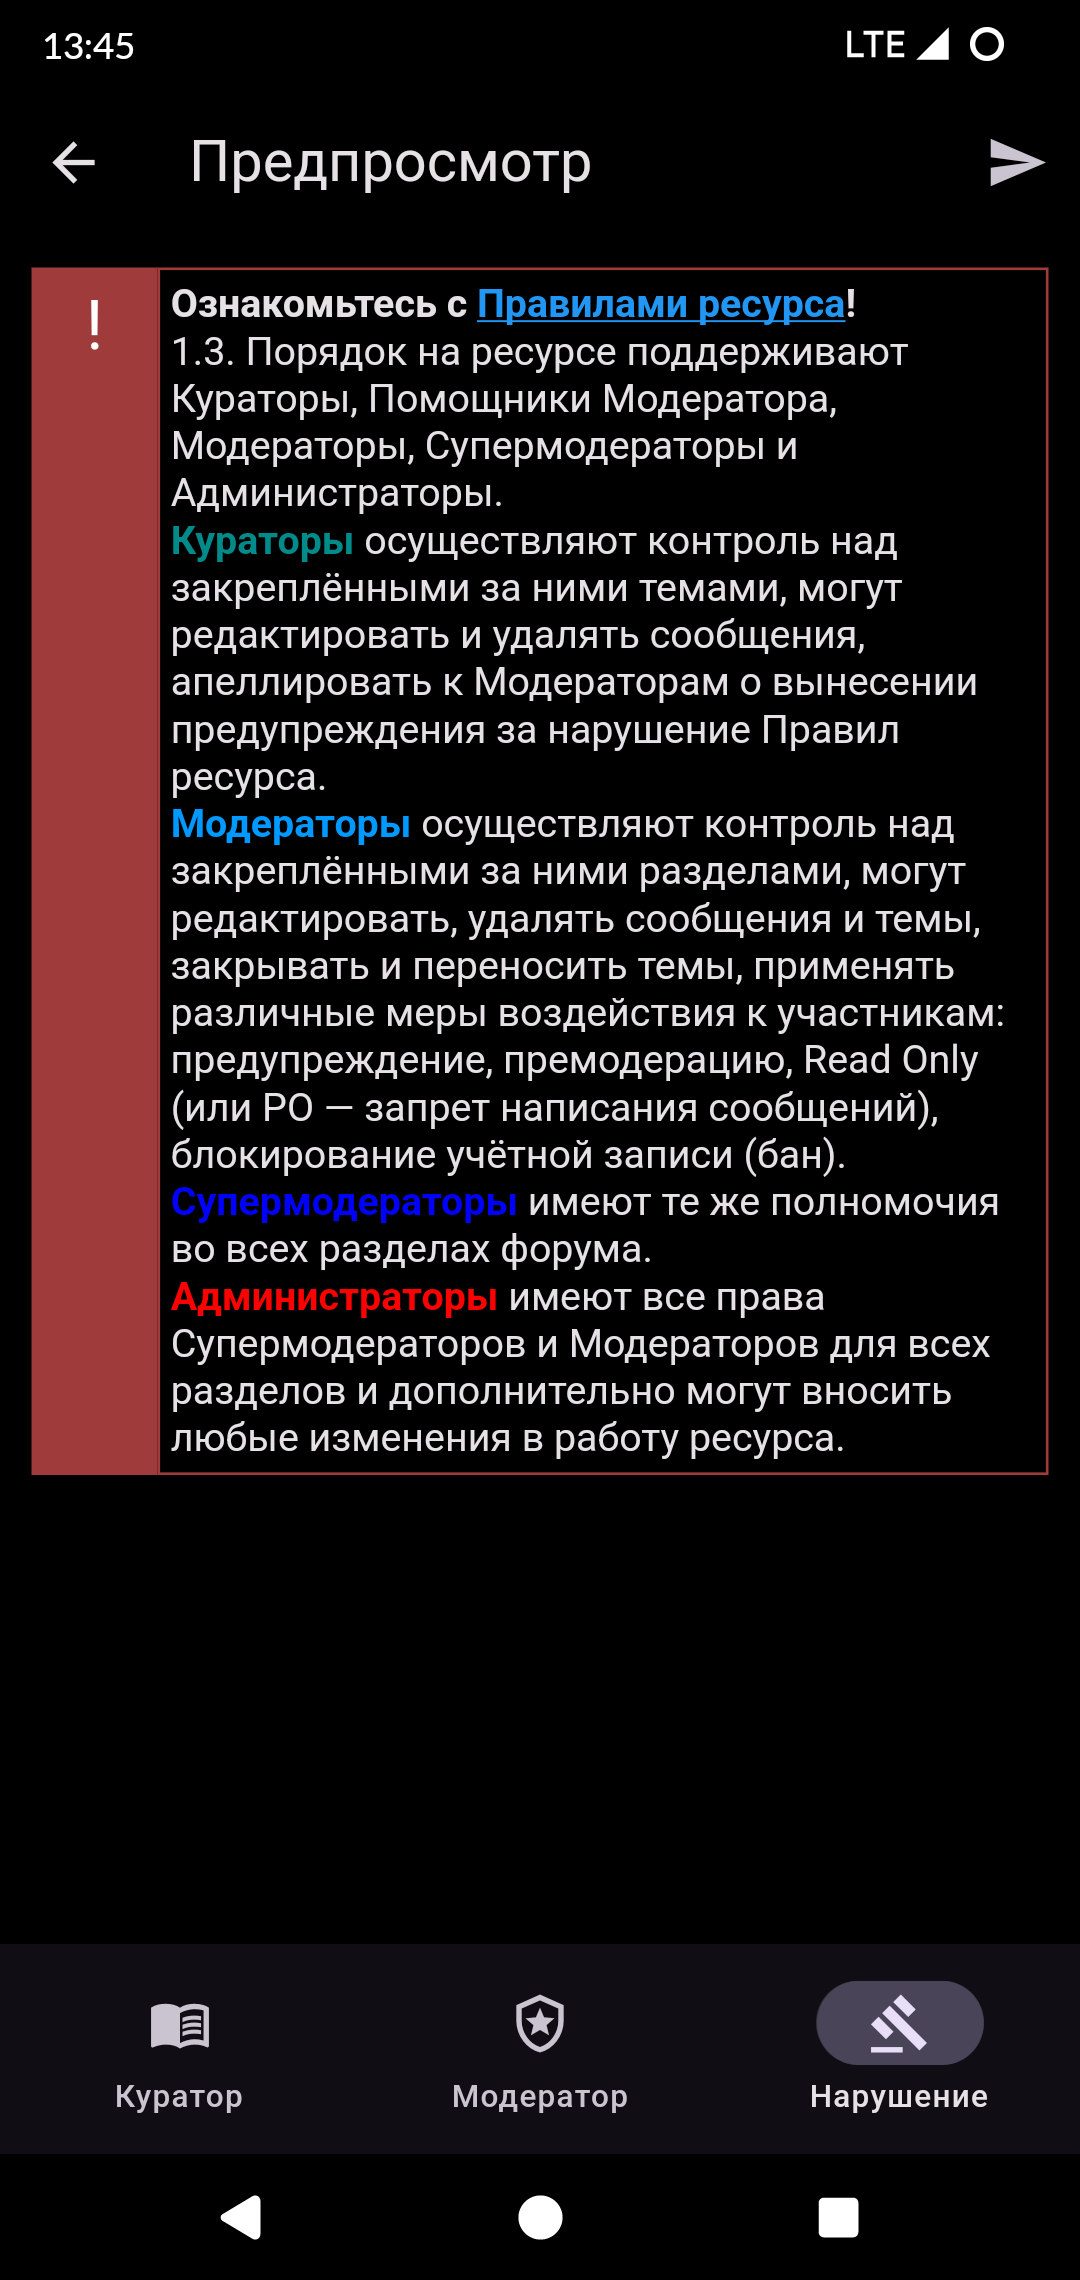 13:45
LTE
Предпросмотр
!
Ознакомьтесь с Правилами ресурса!
1.3. Порядок на ресурсе поддерживают
Кураторы, Помощники Модератора,
Модераторы, Супермодераторы и
Администраторы.
Кураторы осуществляют контроль над
закреплёнными за ними темами, могут
редактировать и удалять сообщения,
апеллировать к Модераторам о вынесении
предупреждения за нарушение Правил
ресурса.
Модераторы осуществляют контроль над
закреплёнными за ними разделами, могут
редактировать, удалять сообщения и темы,
закрывать и переносить темы, применять
различные меры воздействия к участникам:
предупреждение, премодерацию, Read Only
(или РО — запрет написания сообщений),
блокирование учётной записи (бан).
Супермодераторы имеют те же полномочия
во всех разделах форума.
Администраторы имеют все права
Супермодераторов и Модераторов для всех
разделов и дополнительно могут вносить
любые изменения в работу ресурса.
Куратор
Модератор
Нарушение